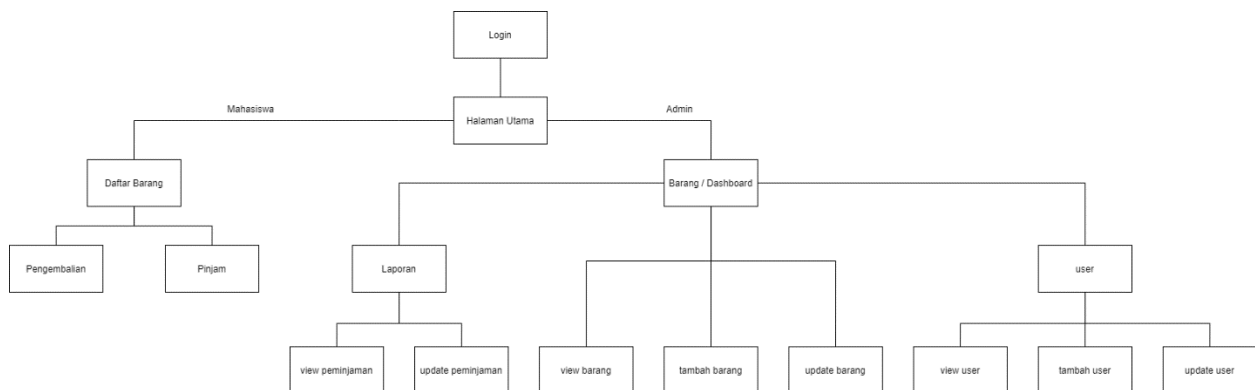 Login
Mahasiswa
Halaman Utama
Admin
Daftar Barang
Barang / Dashboard
Pengembalian
Pinjam
Laporan
user
view peminjaman
update peminjaman
view barang
tambah barang
update barang
view user
tambah user
update user